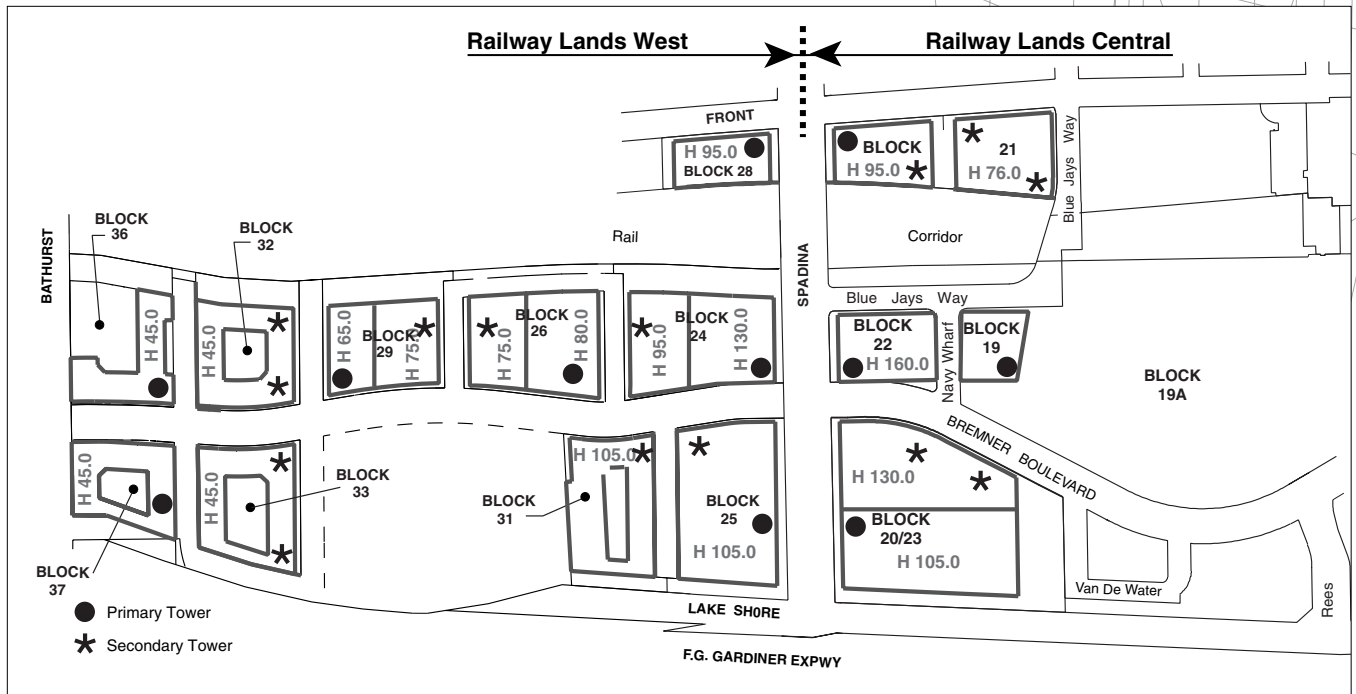 Railway Lands West
Railway Lands Central
FRONT
H 95.0
BLOCK 28
BLOCK
H 95.0
21
H 76.0
Blue Jays Way
BATHURST
BLOCK
36
BLOCK
32
Rail
SPADINA
Corridor
H 45.0
H 45.0
H 65.0
BLOCK
29
H 75.0
H 75.0
BLOCK
26
H 80.0
H 95.0
BLOCK
24
H 130.0
Blue Jays Way
BLOCK
22
H 160.0
Navy Wharf
BLOCK
19
BLOCK
19A
BREMNER BOULEVARD
H 45.0
H 45.0
BLOCK
33
H 105.0
BLOCK
31
BLOCK
25
H 105.0
H 130.0
BLOCK
20/23
H 105.0
BLOCK
37
Van De Water
Rees
Primary Tower
Secondary Tower
LAKE SHORE
F.G. GARDINER EXPWY